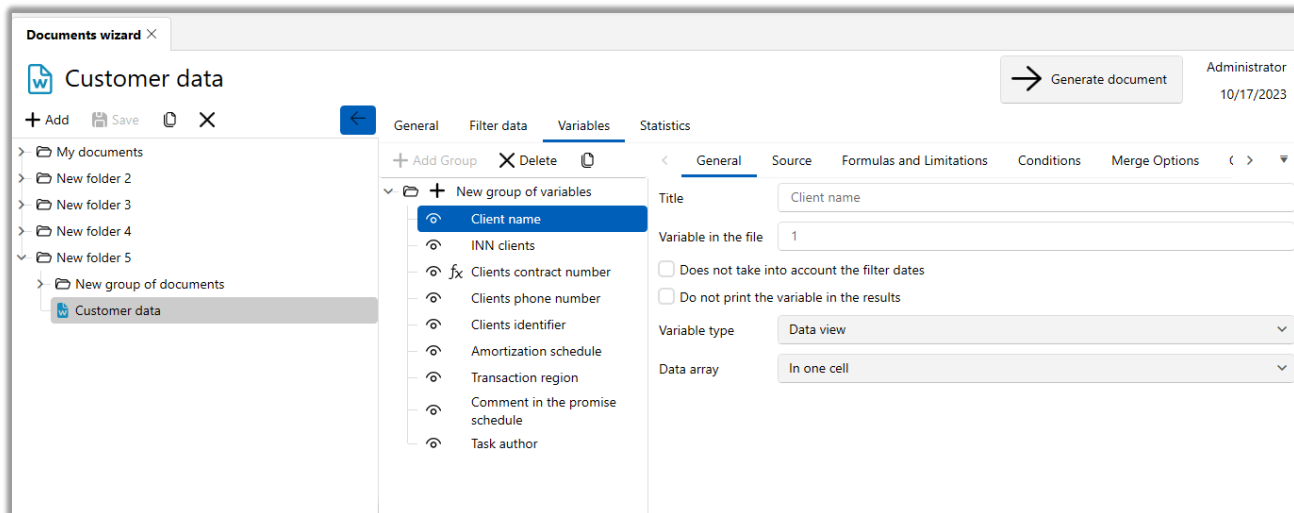 Documents wizard
Customer data
Generate document
Administrator
10/17/2023
Add Save
General Filter data Variables Statistics
My documents
New folder 2
New folder 3
New folder 4
New folder 5
New group of documents
Customer data
Add Group Delete
New group of variables
Client name
INN clients
fx Clients contract number
Clients phone number
Clients identifier
Amortization schedule
Transaction region
Comment in the promise
schedule
Task author
General Source Formulas and Limitations Conditions Merge Options
Title Client name
Variable in the file 1
Does not take into account the filter dates
Do not print the variable in the results
Variable type Data view
Data array In one cell